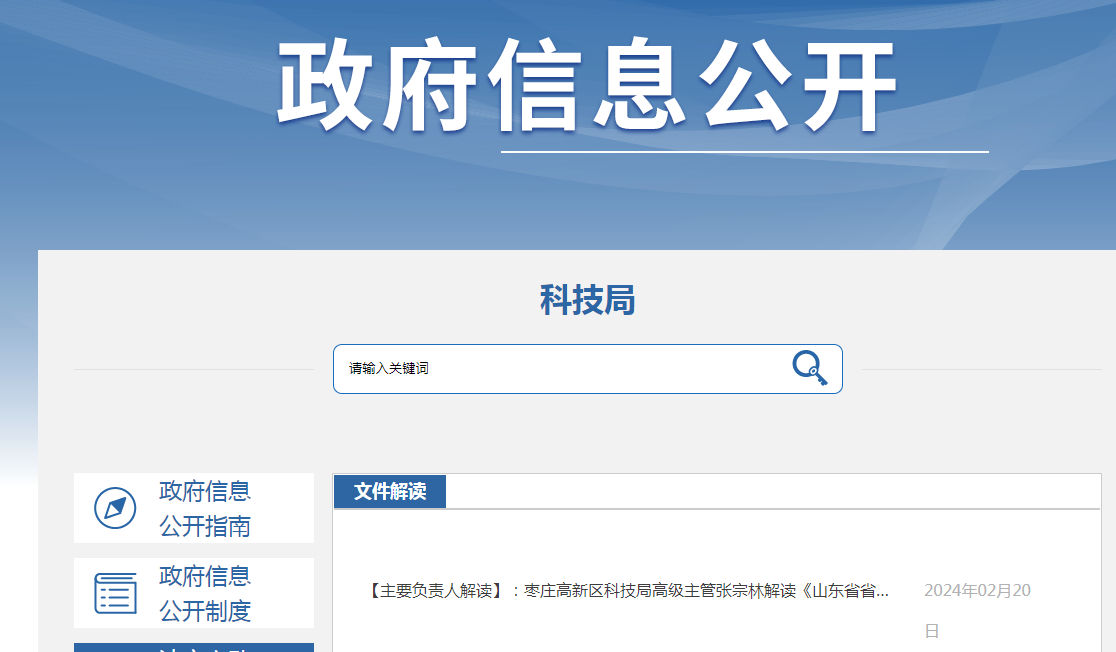 政府信息公开
科技局
请输入关键词
政府信息
公开指南
政府信息
公开制度
文件解读
【主要负责人解读】：枣庄高新区科技局高级主管张宗林解读《山东省省...
2024年02月20
日